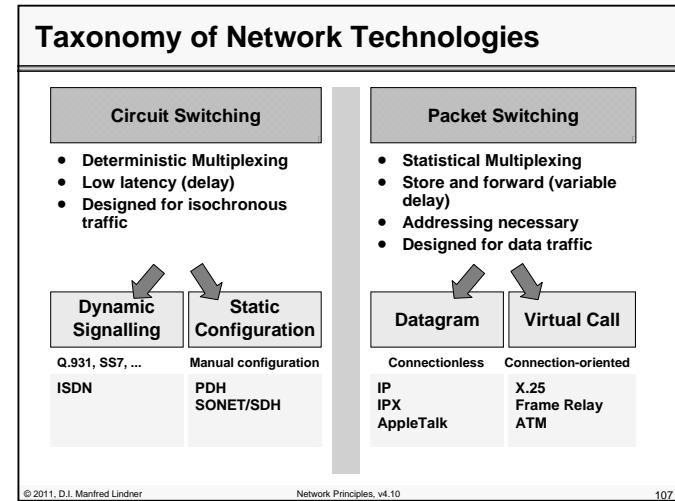 Taxonomy of Network Technologies
Circuit Switching
• Deterministic Multiplexing
• Low latency (delay)
• Designed for isochronous
traffic
Dynamic
Signalling
Static
Configuration
Q.931, SS7, ...
Manual configuration
ISDN
PDH
SONET/SDH
Packet Switching
• Statistical Multiplexing
• Store and forward (variable
delay)
• Addressing necessary
• Designed for data traffic
Datagram
Virtual Call
Connectionless
Connection-oriented
IP
IPX
AppleTalk
X.25
Frame Relay
ATM
© 2011, D.I. Manfred Lindner
Network Principles, v4.10
107